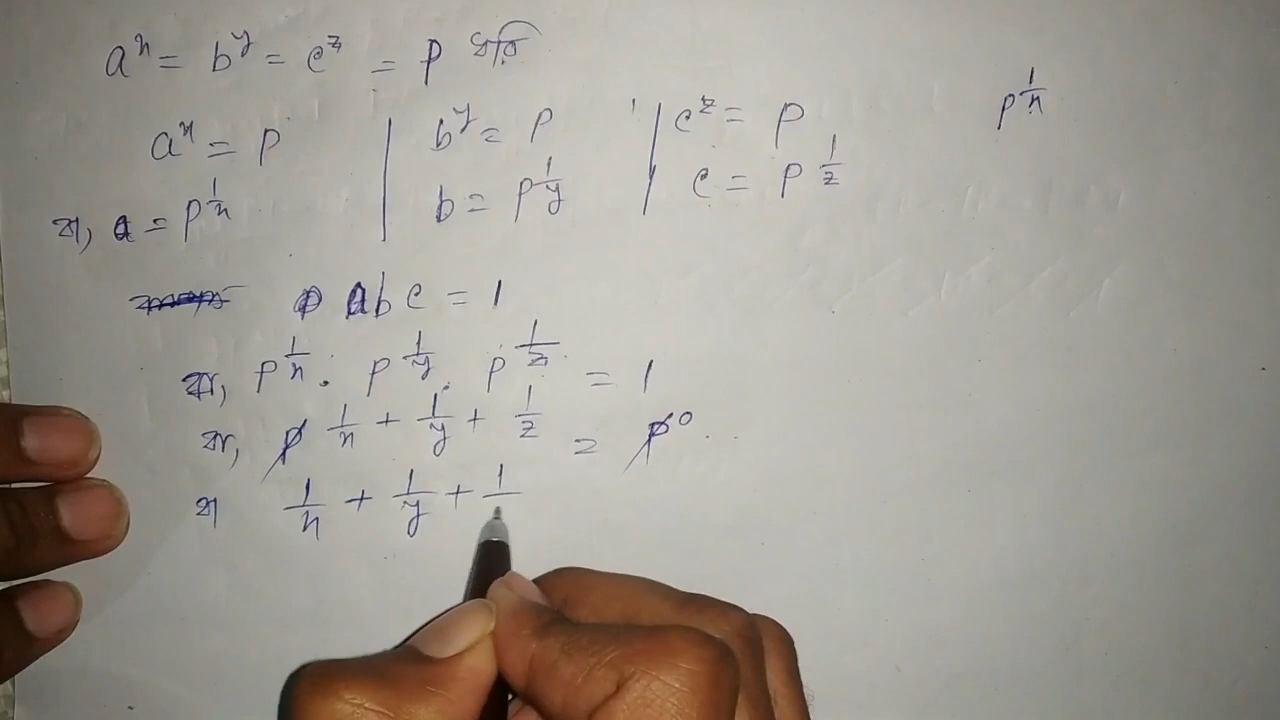 aˣ = bʸ = cᶻ = p ধরি
aˣ = p | bʸ = p | cᶻ = p
বা, a = p^(1/x) | b = p^(1/y) | c = p^(1/z)
p^(1/x)
abc = 1
বা, p^(1/x) . p^(1/y) . p^(1/z) = 1
বা, p^(1/x + 1/y + 1/z) = p⁰
বা 1/x + 1/y + 1/